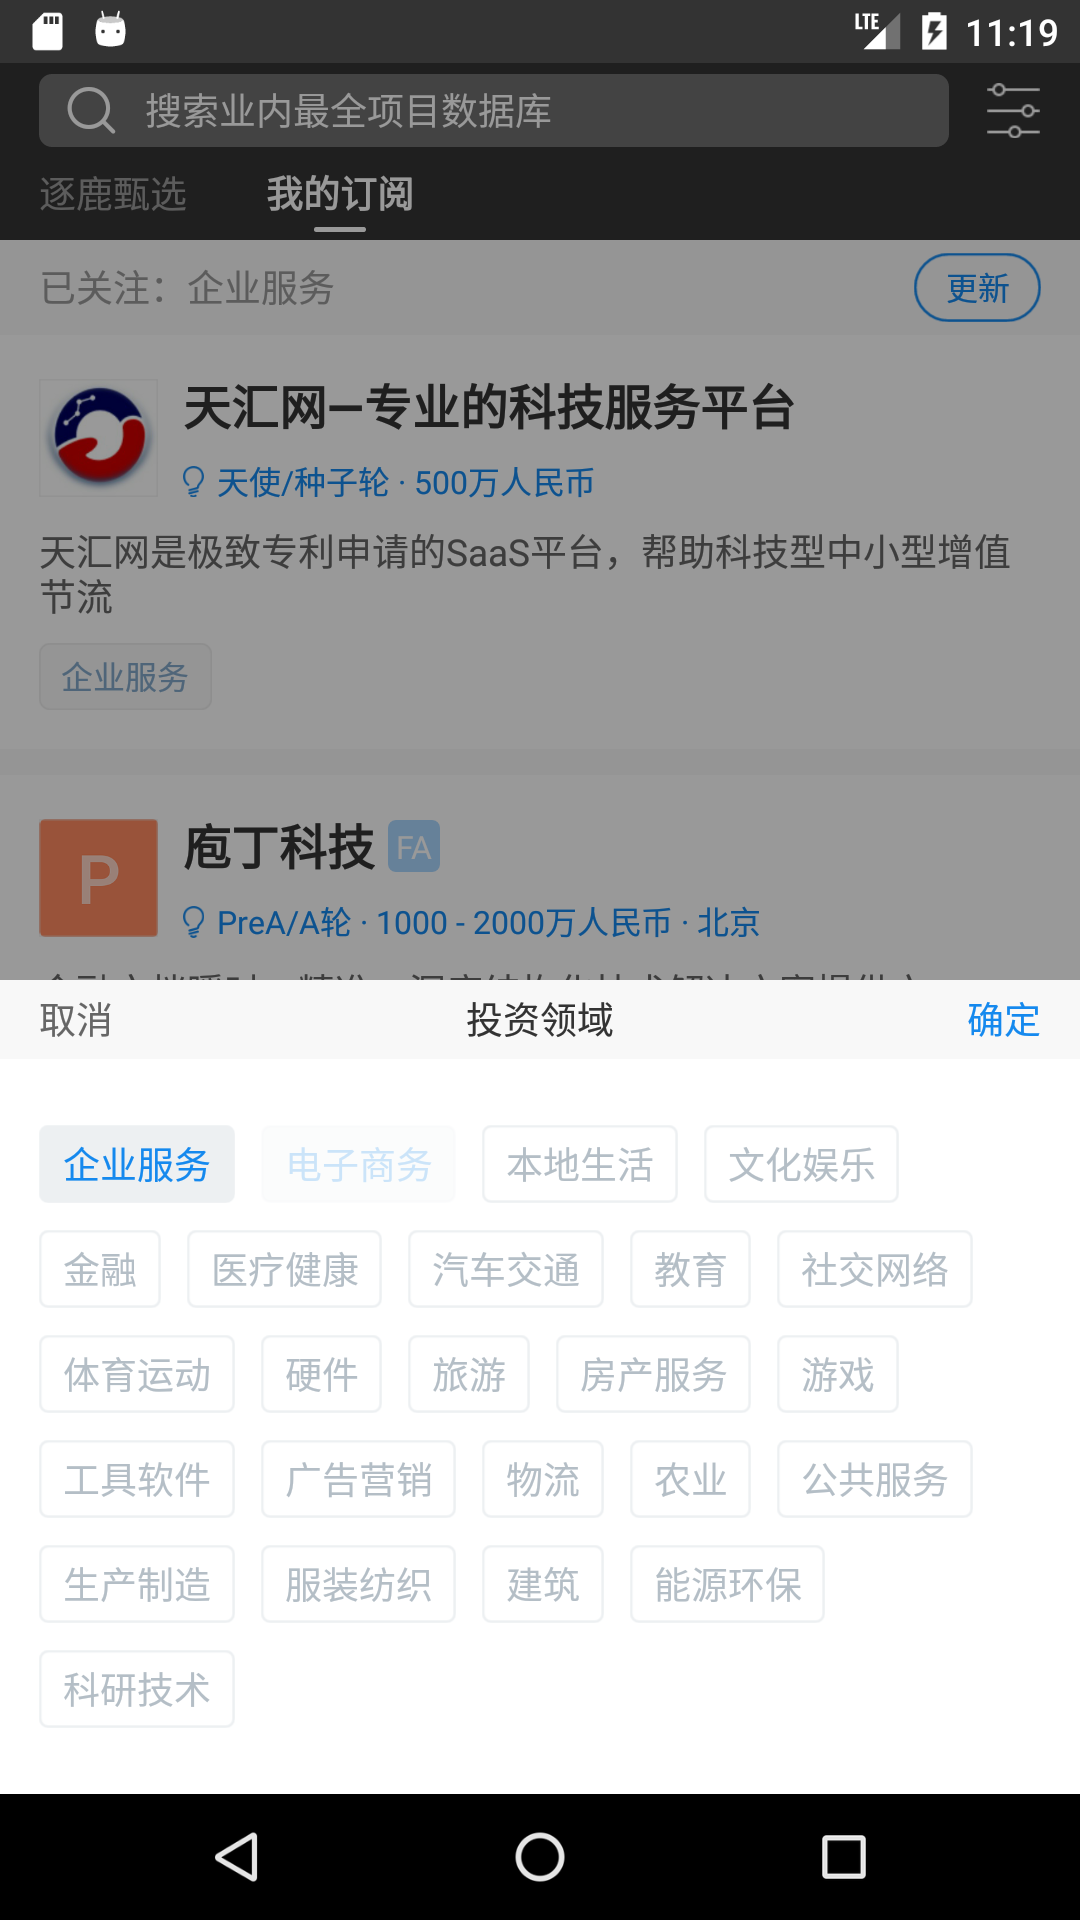 LTE 11:19
搜索业内最全项目数据库
逐鹿甄选 我的订阅
已关注：企业服务 更新
天汇网—专业的科技服务平台
天使/种子轮 · 500万人民币
天汇网是极致专利申请的SaaS平台，帮助科技型中小型增值
节流
企业服务
P 庖丁科技 FA
PreA/A轮 · 1000 - 2000万人民币 · 北京
取消 投资领域 确定
企业服务 电子商务 本地生活 文化娱乐
金融 医疗健康 汽车交通 教育 社交网络
体育运动 硬件 旅游 房产服务 游戏
工具软件 广告营销 物流 农业 公共服务
生产制造 服装纺织 建筑 能源环保
科研技术